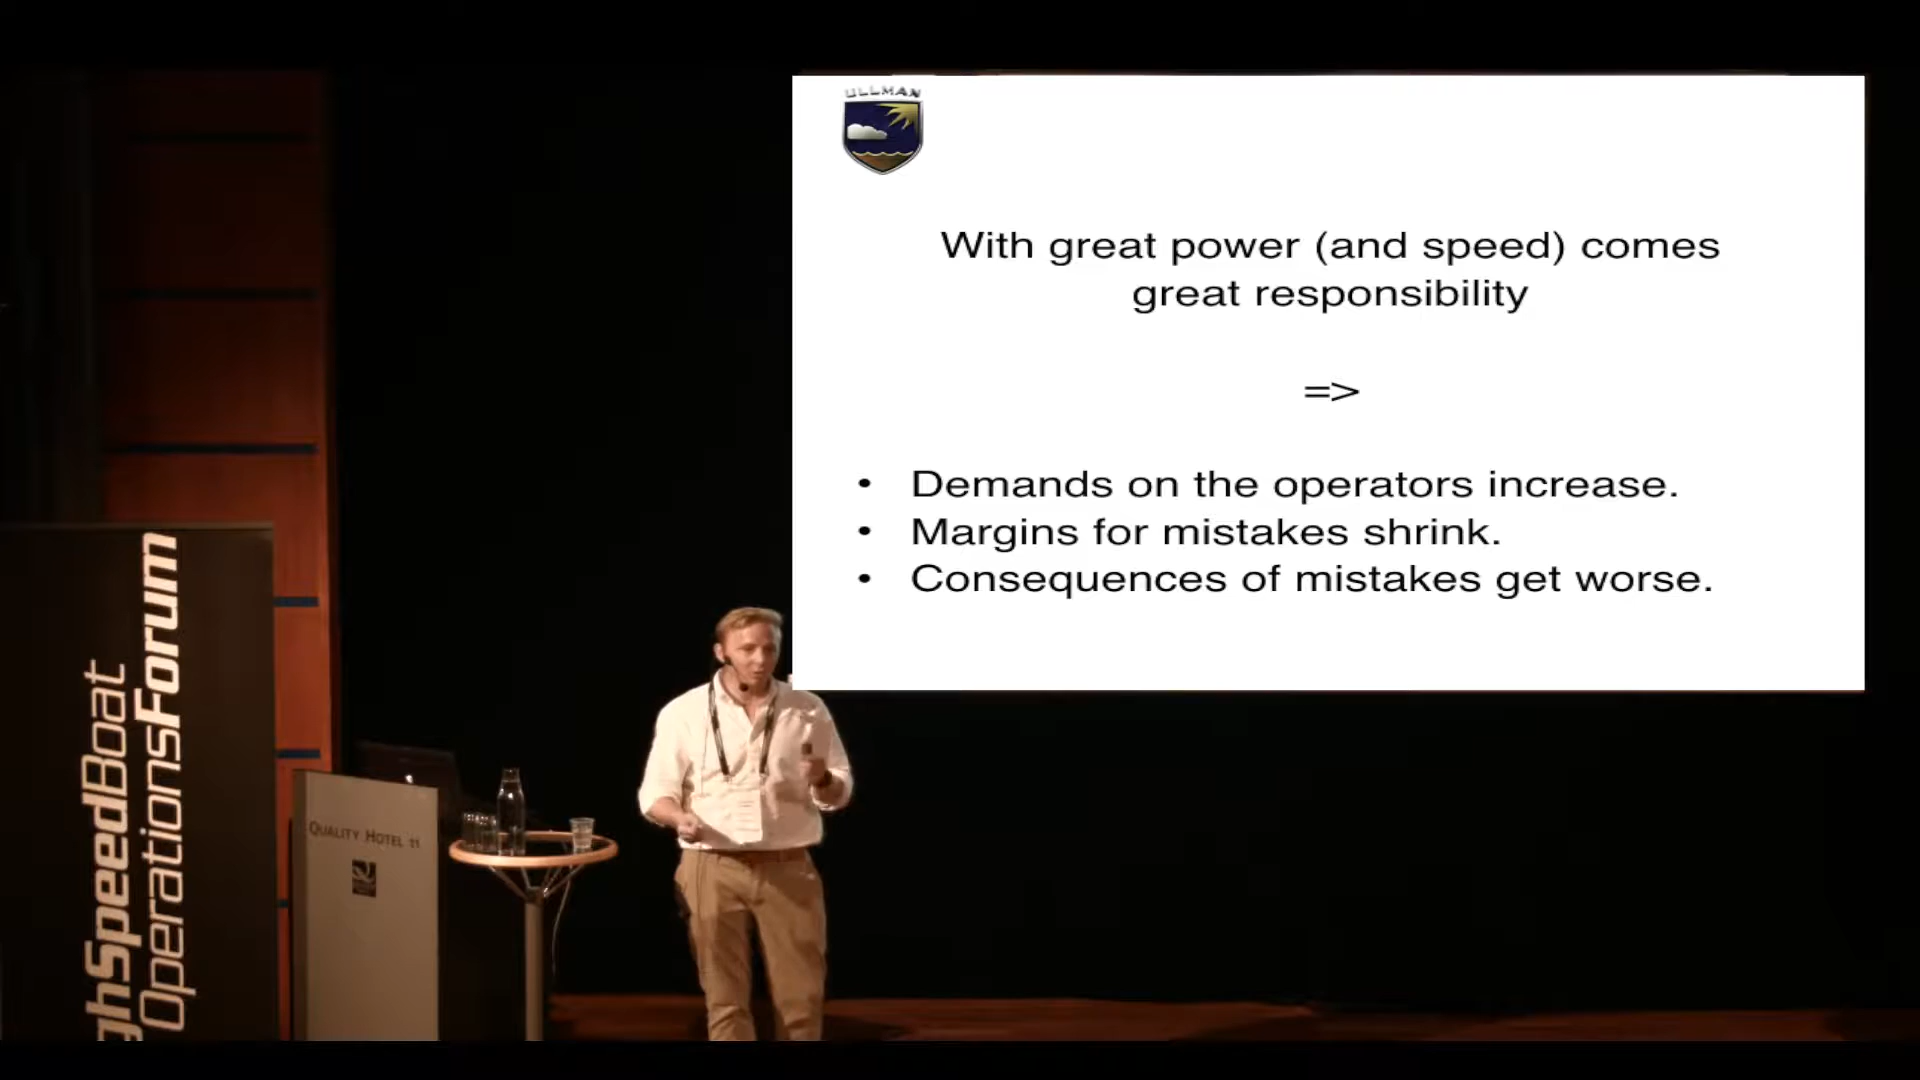 ULLMAN
With great power (and speed) comes
great responsibility
=>
• Demands on the operators increase.
• Margins for mistakes shrink.
• Consequences of mistakes get worse.
ghSpeedBoat
OperationsForum
QUALITY HOTEL 11